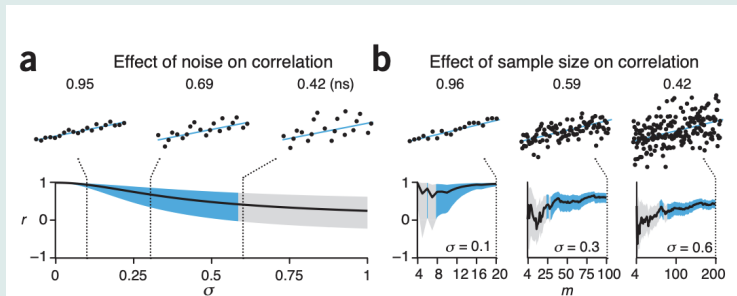 a Effect of noise on correlation
0.95 0.69 0.42 (ns)
1
0
−1
r
0 0.25 0.5 0.75 1
σ
b Effect of sample size on correlation
0.96 0.59 0.42
1
0
−1
σ = 0.1 σ = 0.3 σ = 0.6
4 8 12 16 20 4 25 50 75 100 4 100 200
m